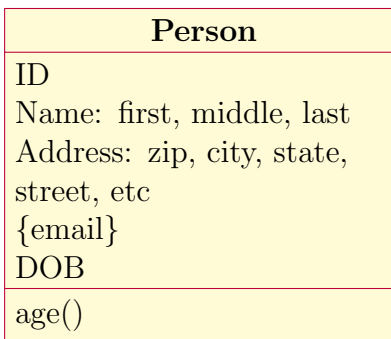 Person
ID
Name: first, middle, last
Address: zip, city, state,
street, etc
{email}
DOB
age()